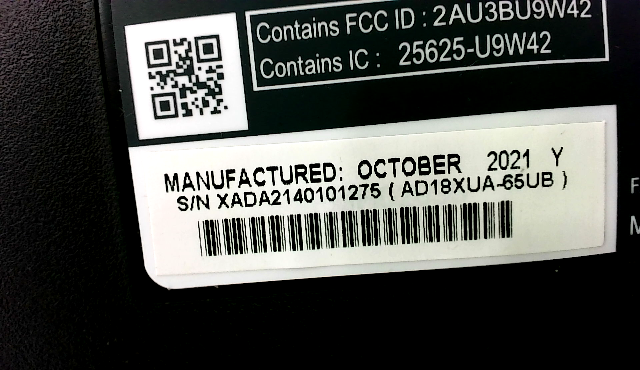 Contains FCC ID : 2AU3BU9W42
Contains IC : 25625-U9W42
MANUFACTURED: OCTOBER 2021 Y
S/N XADA2140101275 ( AD18XUA-65UB )
F